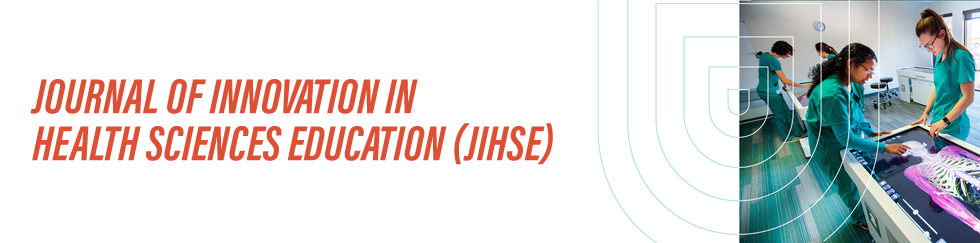 JOURNAL OF INNOVATION IN
HEALTH SCIENCES EDUCATION (JIHSE)